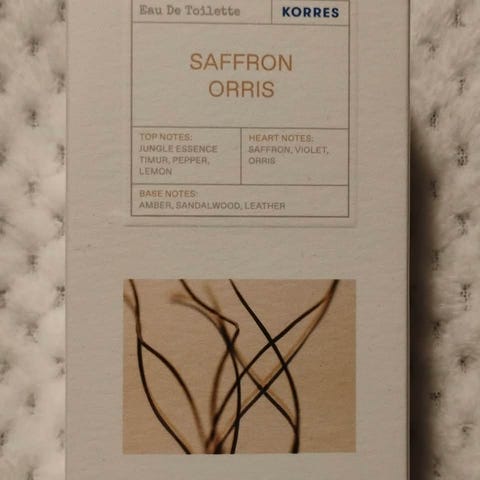 Eau De Toilette
KORRES
SAFFRON
ORRIS
TOP NOTES:
JUNGLE ESSENCE
TIMUR, PEPPER,
LEMON
HEART NOTES:
SAFFRON, VIOLET,
ORRIS
BASE NOTES:
AMBER, SANDALWOOD, LEATHER